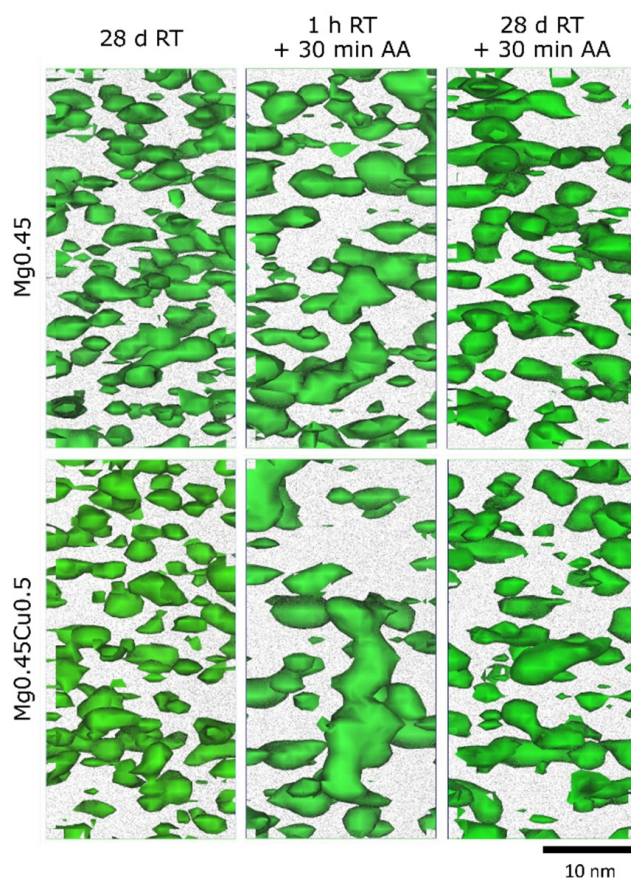 28 d RT
1 h RT
+ 30 min AA
28 d RT
+ 30 min AA
Mg0.45
Mg0.45Cu0.5
10 nm